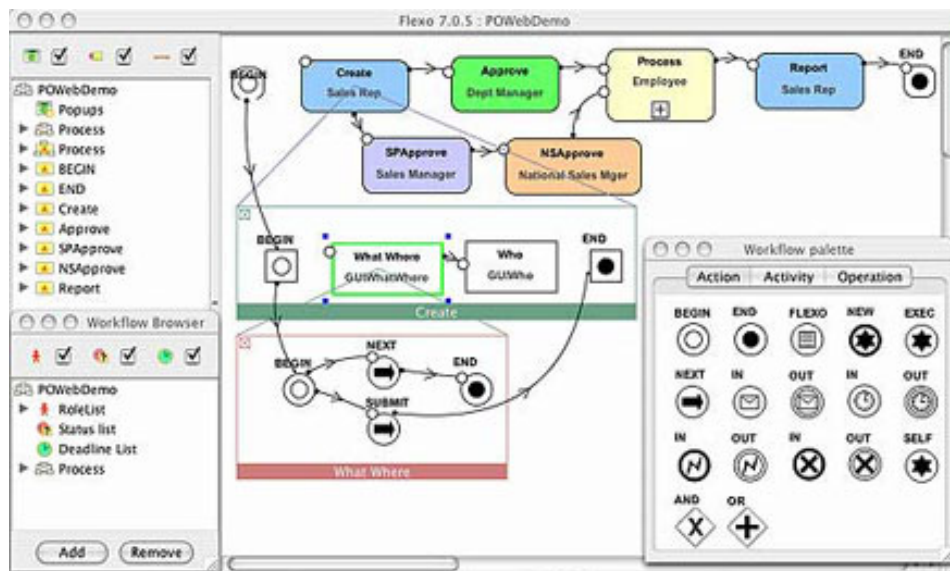 Flexo 7.0.5 : POWebDemo
POWebDemo
Popups
Process
Process
BEGIN
END
Create
Approve
SPApprove
NSApprove
Report
Workflow Browser
POWebDemo
RoleList
Status list
Deadline List
Process
Add
Remove
BEGIN
Create
Sales Rep
Approve
Dept Manager
Process
Employee
Report
Sales Rep
END
SPApprove
Sales Manager
NSApprove
National Sales Mger
BEGIN
What Where
GUIWhatWhere
Who
GUIWho
END
Create
BEGIN
NEXT
END
SUBMIT
What Where
Workflow palette
Action Activity Operation
BEGIN END FLEXO NEW EXEC
NEXT IN OUT IN OUT
IN OUT IN OUT SELF
AND OR